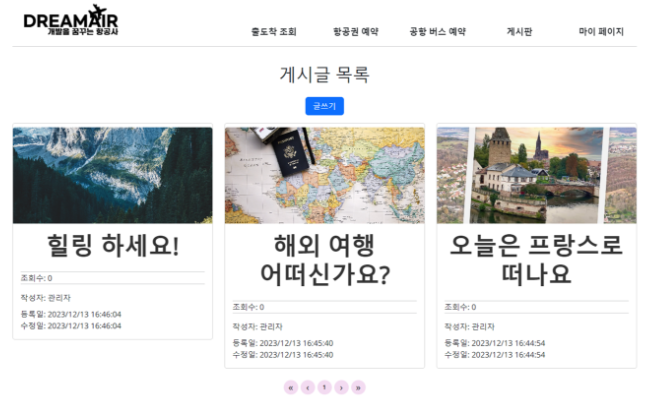 DREAMAIR
개발을 꿈꾸는 항공사
출도착 조회
항공권 예약
공항 버스 예약
게시판
마이 페이지
게시글 목록
글쓰기
힐링 하세요!
조회수: 0
작성자: 관리자
등록일: 2023/12/13 16:46:04
수정일: 2023/12/13 16:46:04
해외 여행
어떠신가요?
조회수: 0
작성자: 관리자
등록일: 2023/12/13 16:45:40
수정일: 2023/12/13 16:45:40
오늘은 프랑스로
떠나요
조회수: 0
작성자: 관리자
등록일: 2023/12/13 16:44:54
수정일: 2023/12/13 16:44:54
« ‹ 1 › »